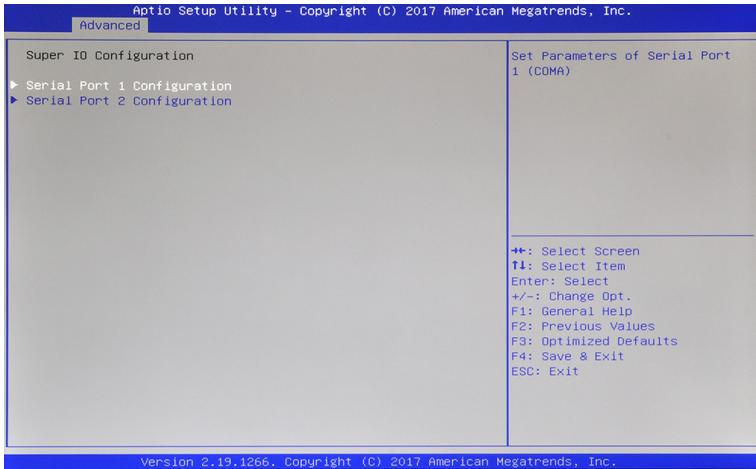 Aptio Setup Utility – Copyright (C) 2017 American Megatrends, Inc.
Advanced
Super IO Configuration
▶ Serial Port 1 Configuration
▶ Serial Port 2 Configuration
Set Parameters of Serial Port
1 (COMA)
→←: Select Screen
↑↓: Select Item
Enter: Select
+/-: Change Opt.
F1: General Help
F2: Previous Values
F3: Optimized Defaults
F4: Save & Exit
ESC: Exit
Version 2.19.1266. Copyright (C) 2017 American Megatrends, Inc.